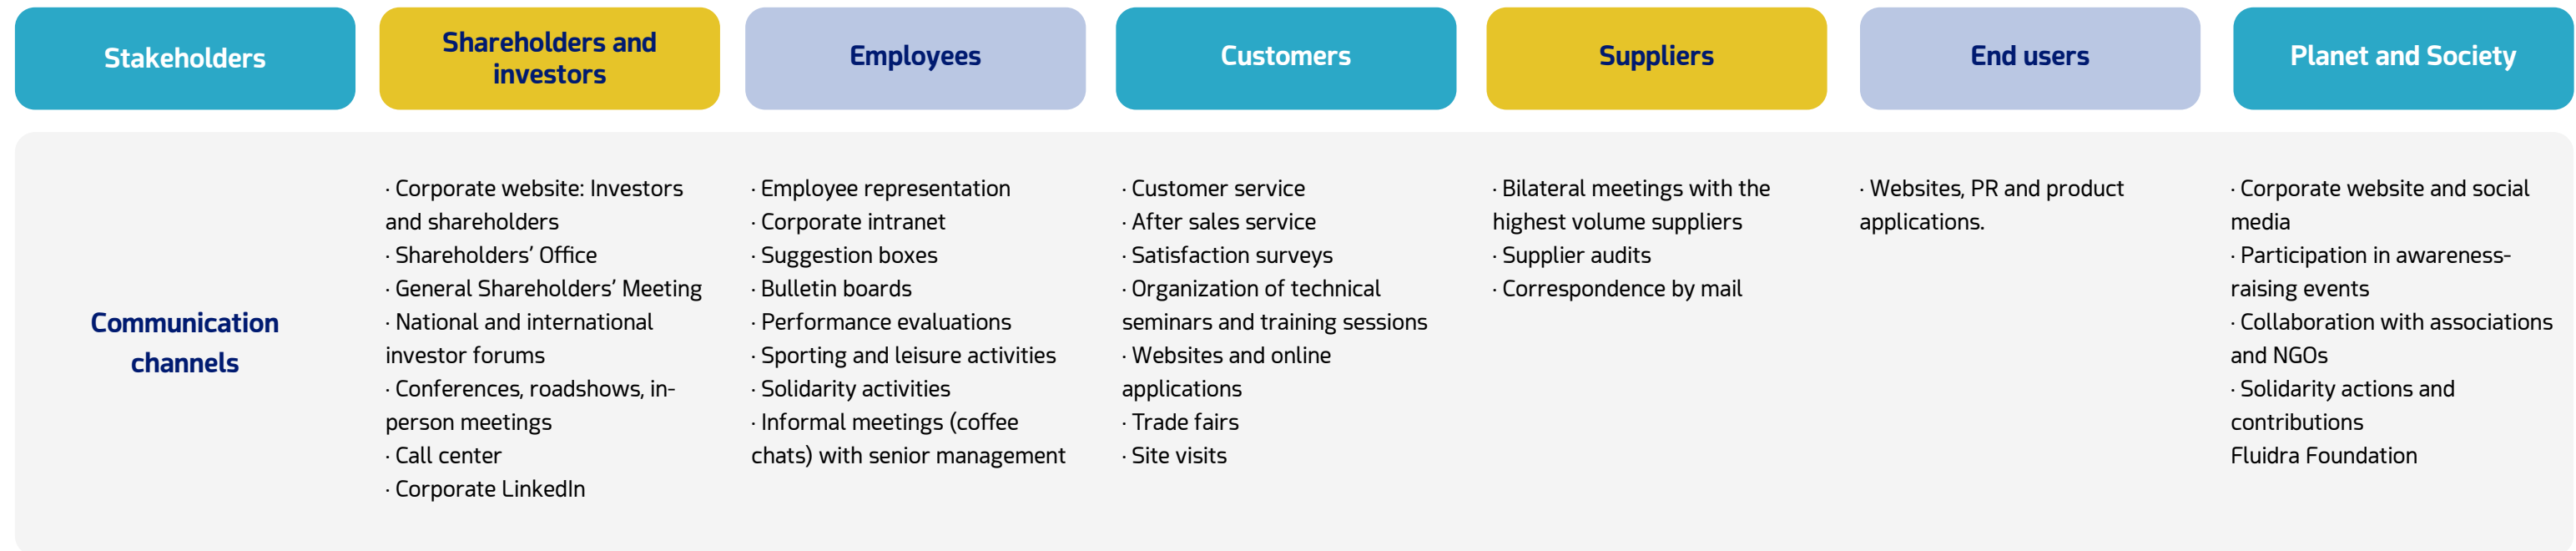 Stakeholders
Shareholders and
investors
Employees
Customers
Suppliers
End users
Planet and Society
Communication
channels
· Corporate website: Investors
and shareholders
· Shareholders’ Office
· General Shareholders’ Meeting
· National and international
investor forums
· Conferences, roadshows, in-
person meetings
· Call center
· Corporate LinkedIn
· Employee representation
· Corporate intranet
· Suggestion boxes
· Bulletin boards
· Performance evaluations
· Sporting and leisure activities
· Solidarity activities
· Informal meetings (coffee
chats) with senior management
· Customer service
· After sales service
· Satisfaction surveys
· Organization of technical
seminars and training sessions
· Websites and online
applications
· Trade fairs
· Site visits
· Bilateral meetings with the
highest volume suppliers
· Supplier audits
· Correspondence by mail
· Websites, PR and product
applications.
· Corporate website and social
media
· Participation in awareness-
raising events
· Collaboration with associations
and NGOs
· Solidarity actions and
contributions
Fluidra Foundation